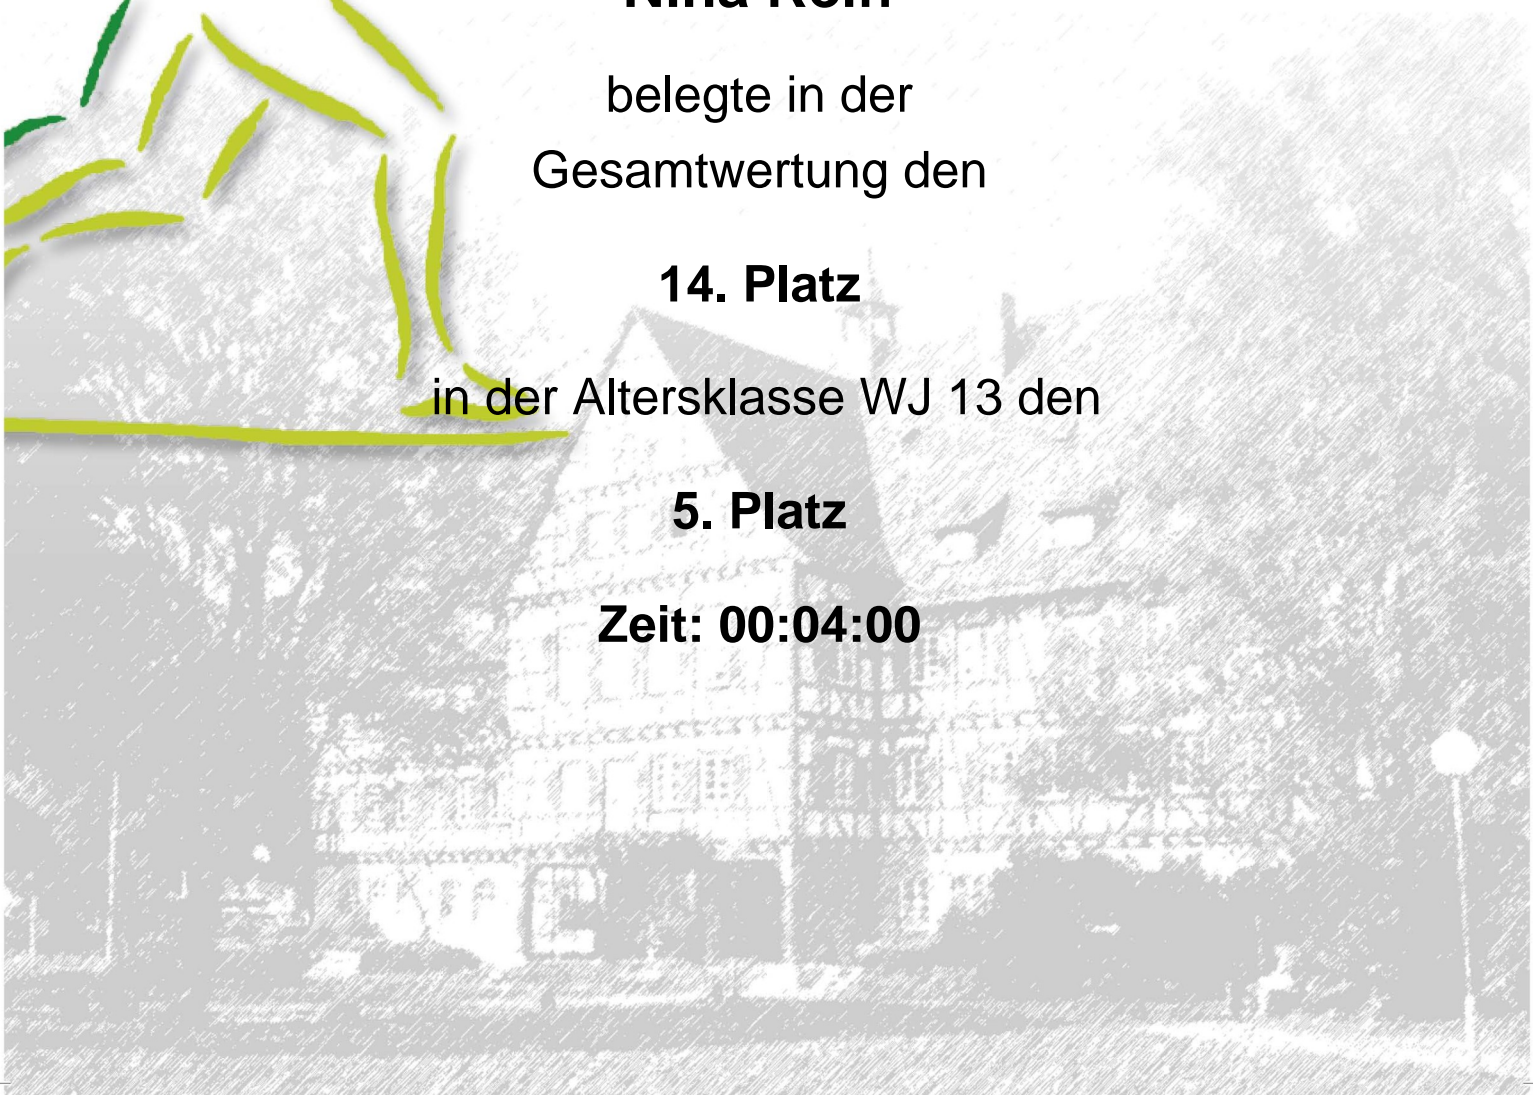 belegte in der
Gesamtwertung den
14. Platz
in der Altersklasse WJ 13 den
5. Platz
Zeit: 00:04:00